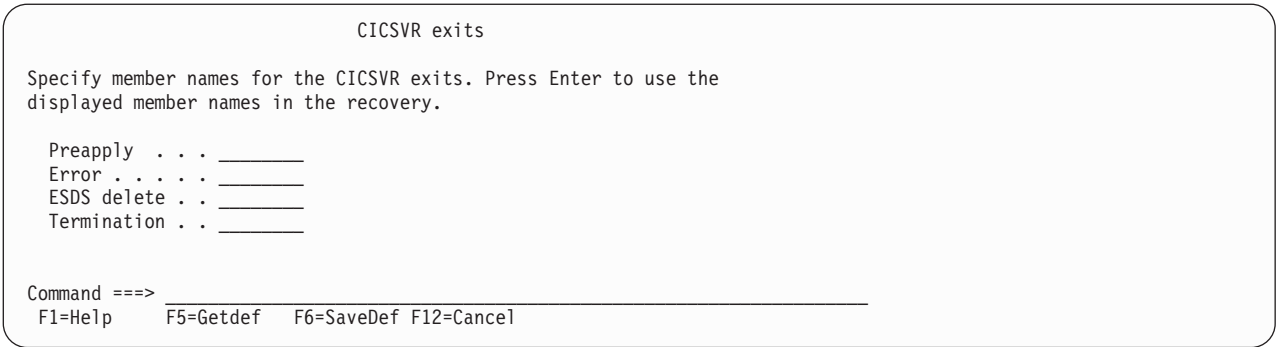 CICSVR exits
Specify member names for the CICSVR exits. Press Enter to use the
displayed member names in the recovery.
Preapply . . . ________
Error . . . . . ________
ESDS delete . . ________
Termination . . ________
Command ===> __________________________________________________________________
F1=Help F5=Getdef F6=SaveDef F12=Cancel